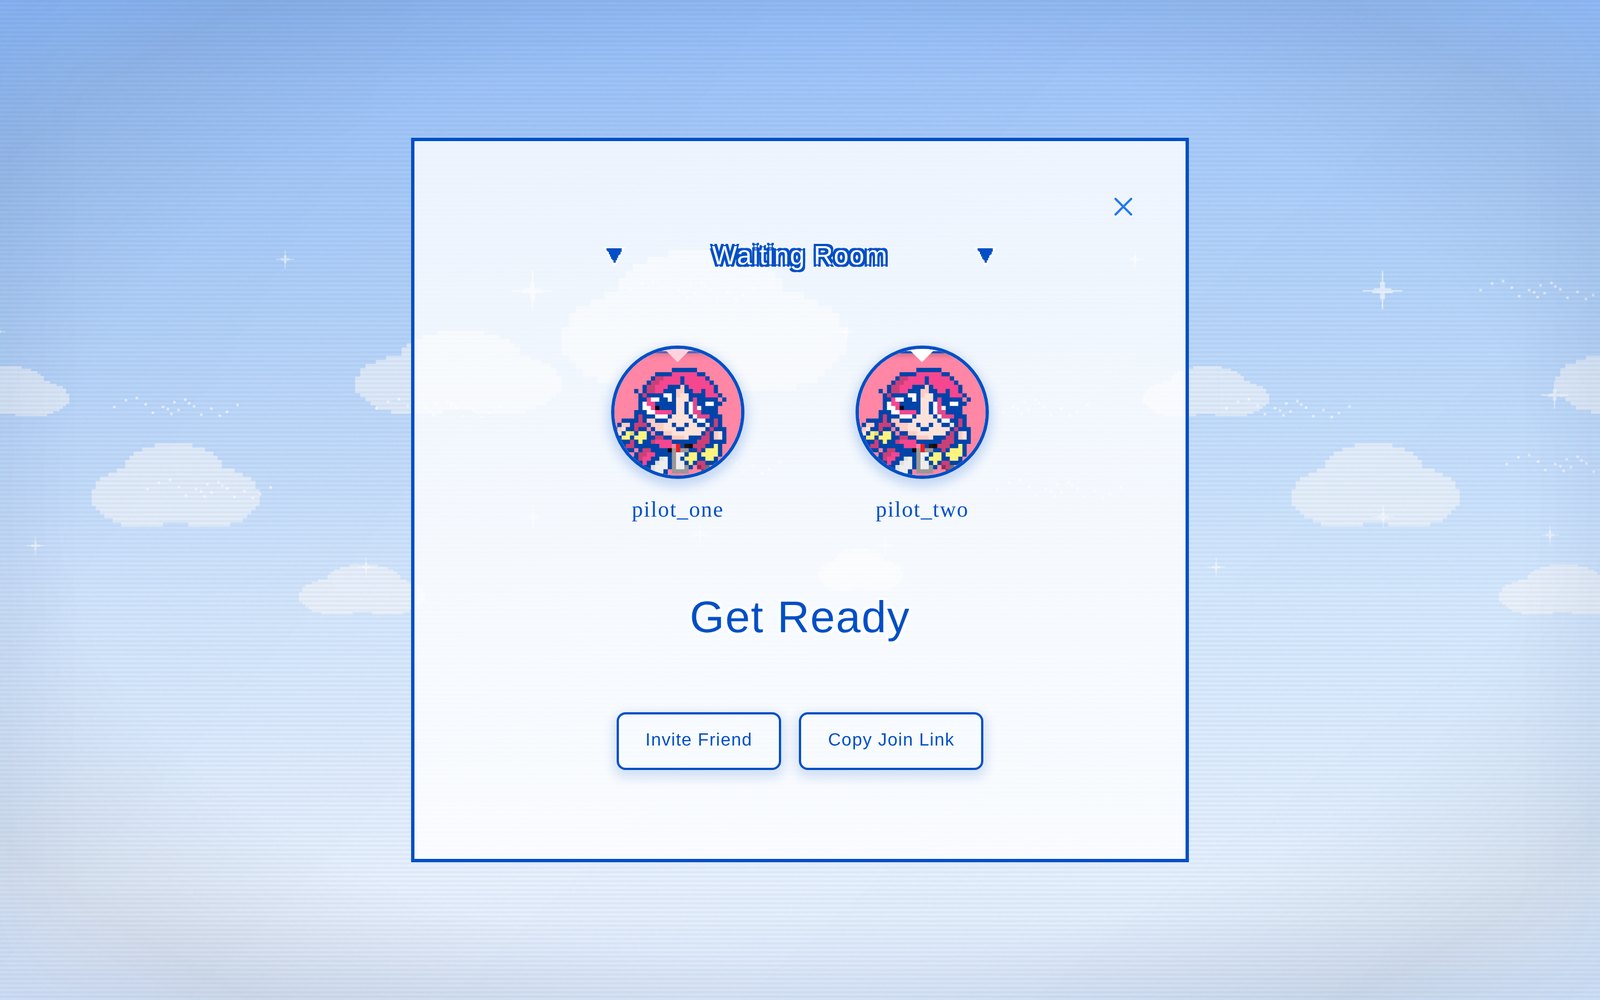 Waiting Room
pilot_one
pilot_two
Get Ready
Invite Friend
Copy Join Link